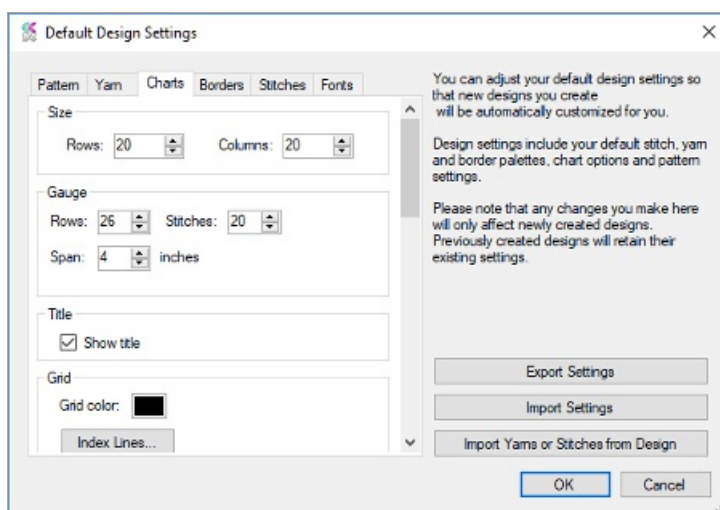 Default Design Settings
Pattern Yarn Charts Borders Stitches Fonts
Size
Rows: 20 Columns: 20
Gauge
Rows: 26 Stitches: 20
Span: 4 inches
Title
Show title
Grid
Grid color:
Index Lines...
You can adjust your default design settings so
that new designs you create
will be automatically customized for you.
Design settings include your default stitch, yarn
and border palettes, chart options and pattern
settings.
Please note that any changes you make here
will only affect newly created designs.
Previously created designs will retain their
existing settings.
Export Settings
Import Settings
Import Yarns or Stitches from Design
OK Cancel